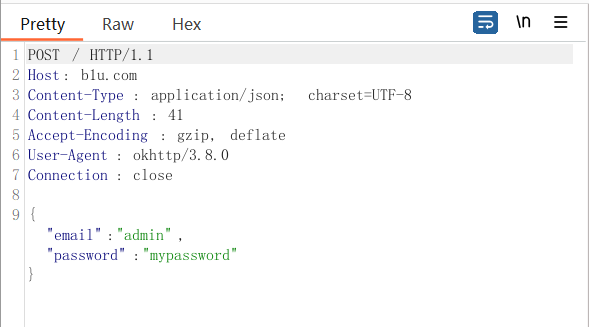 Pretty Raw Hex \n
1 POST / HTTP/1.1
2 Host: blu.com
3 Content-Type : application/json; charset=UTF-8
4 Content-Length : 41
5 Accept-Encoding : gzip, deflate
6 User-Agent : okhttp/3.8.0
7 Connection : close
8
9 {
"email" :"admin" ,
"password" :"mypassword"
}